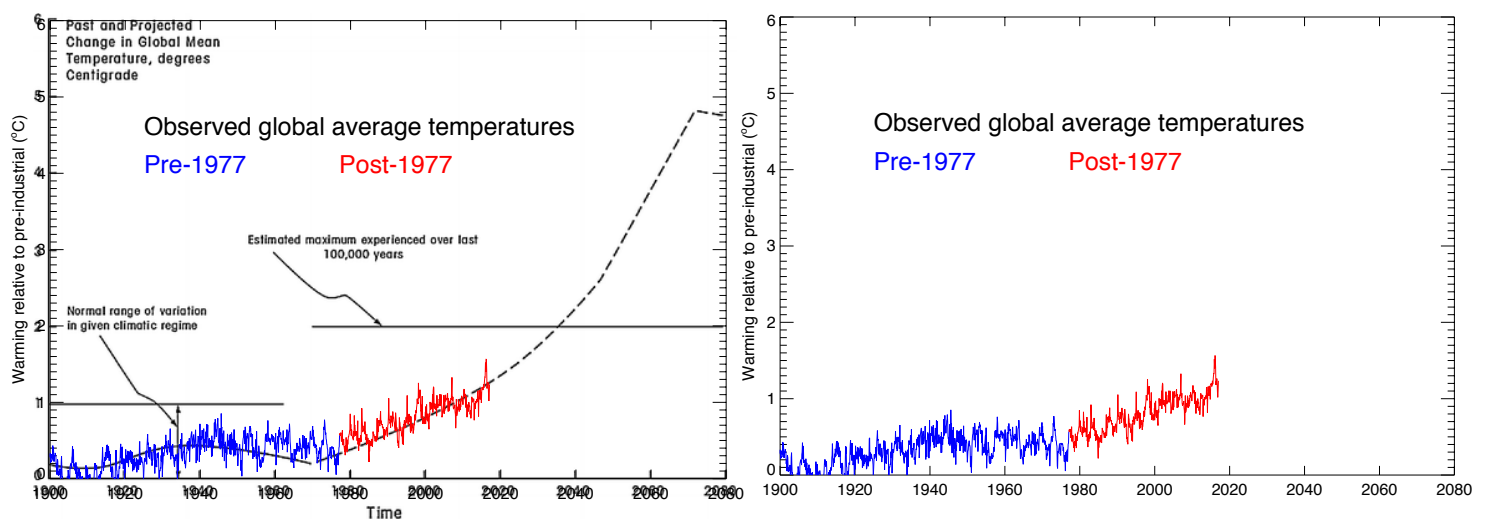 Past and Projected
Change in Global Mean
Temperature, degrees
Centigrade
Observed global average temperatures
Pre-1977 Post-1977
Estimated maximum experienced over last
100,000 years
Normal range of variation
in given climatic regime
Warming relative to pre-industrial (°C)
6
5
4
3
2
1
0
1900 1920 1940 1960 1980 2000 2020 2040 2060 2080
Time
Observed global average temperatures
Pre-1977 Post-1977
Warming relative to pre-industrial (°C)
6
5
4
3
2
1
0
1900 1920 1940 1960 1980 2000 2020 2040 2060 2080